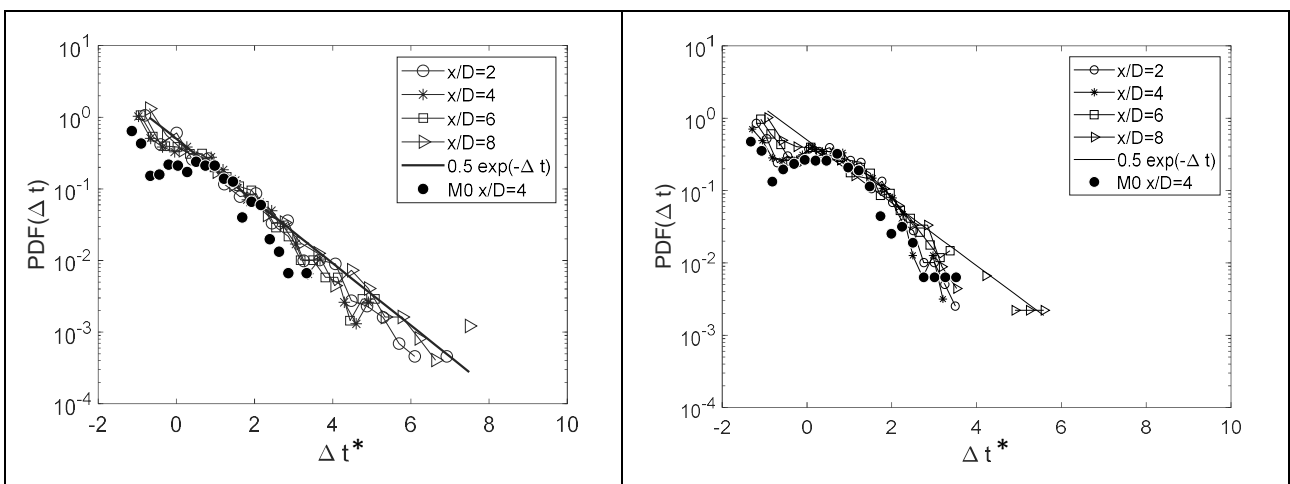 10^1
10^0
10^-1
10^-2
10^-3
10^-4
PDF(Δ t)
x/D=2
x/D=4
x/D=6
x/D=8
0.5 exp(-Δ t)
M0 x/D=4
-2 0 2 4 6 8 10
Δ t*
10^1
10^0
10^-1
10^-2
10^-3
10^-4
PDF(Δ t)
x/D=2
x/D=4
x/D=6
x/D=8
0.5 exp(-Δ t)
M0 x/D=4
-2 0 2 4 6 8 10
Δ t*